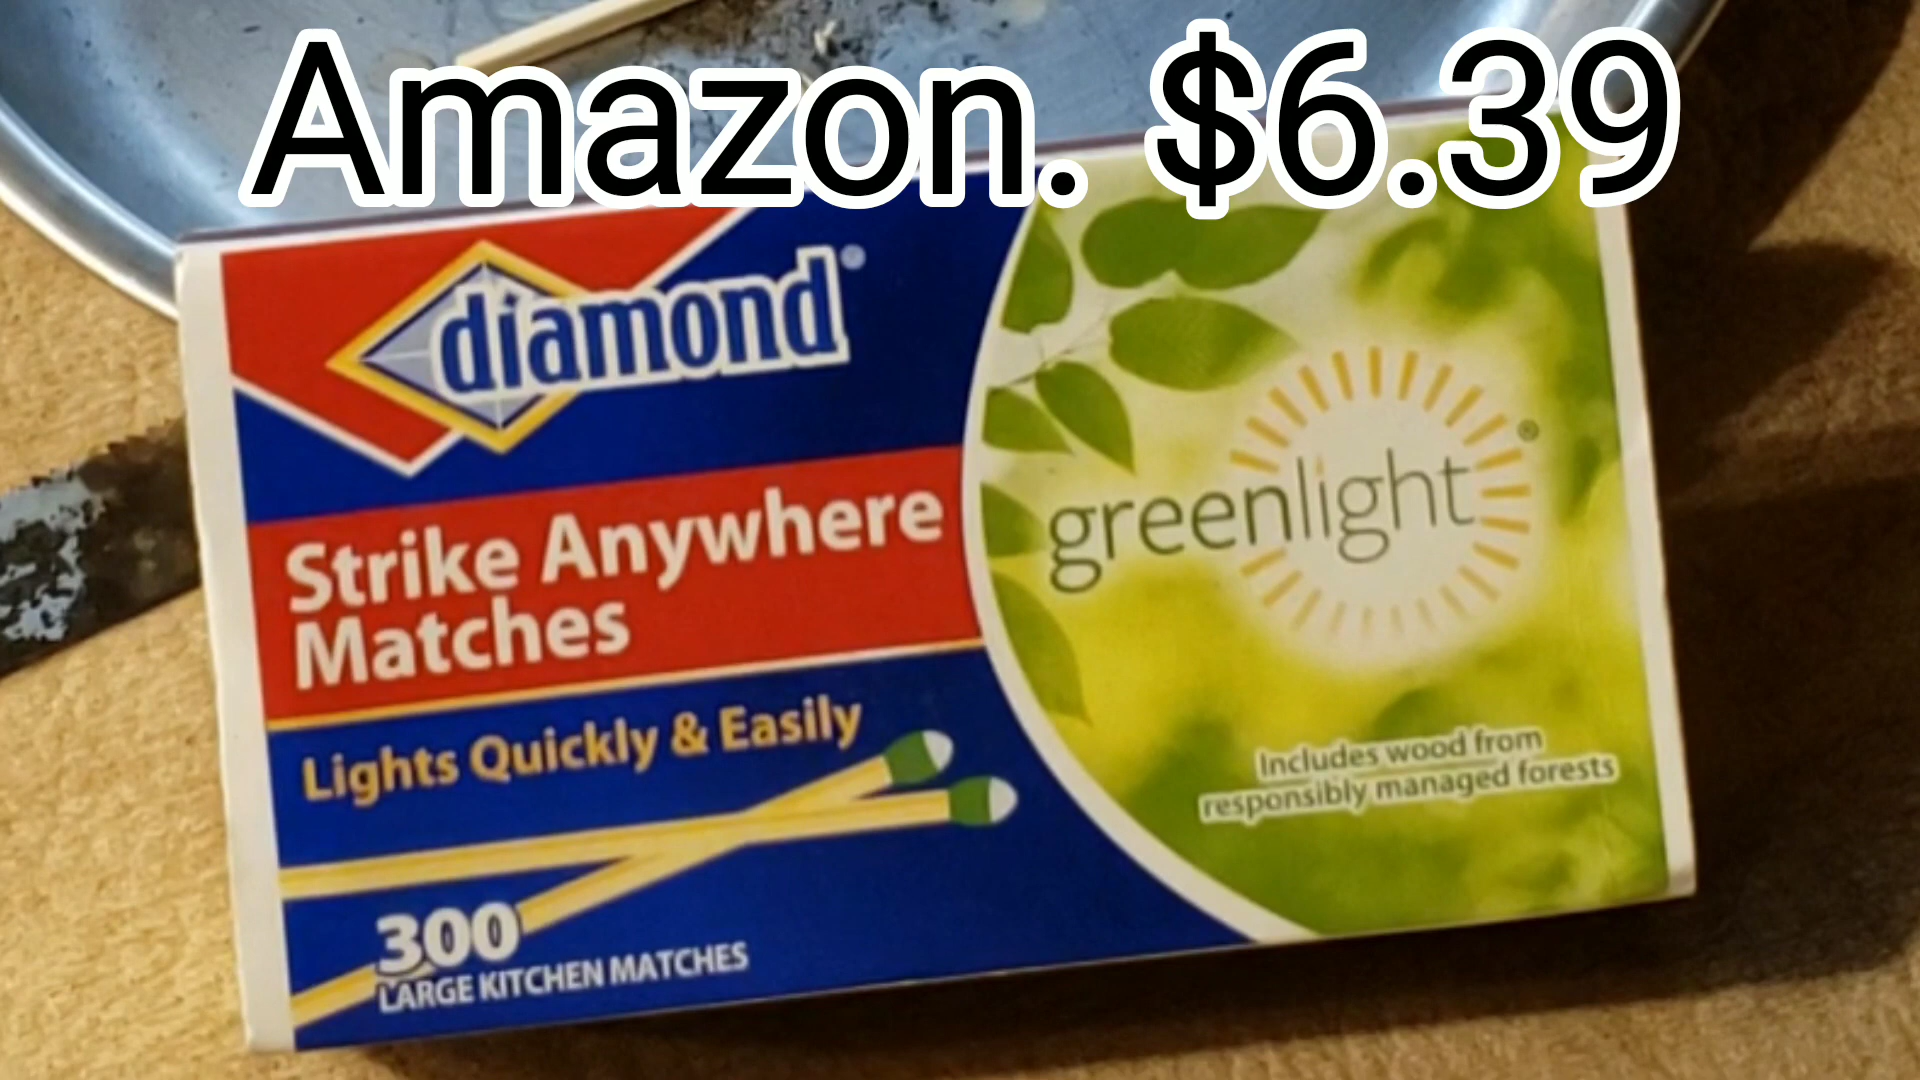 Amazon. $6.39
diamond®
Strike Anywhere
Matches
Lights Quickly & Easily
300
LARGE KITCHEN MATCHES
greenlight®
Includes wood from
responsibly managed forests